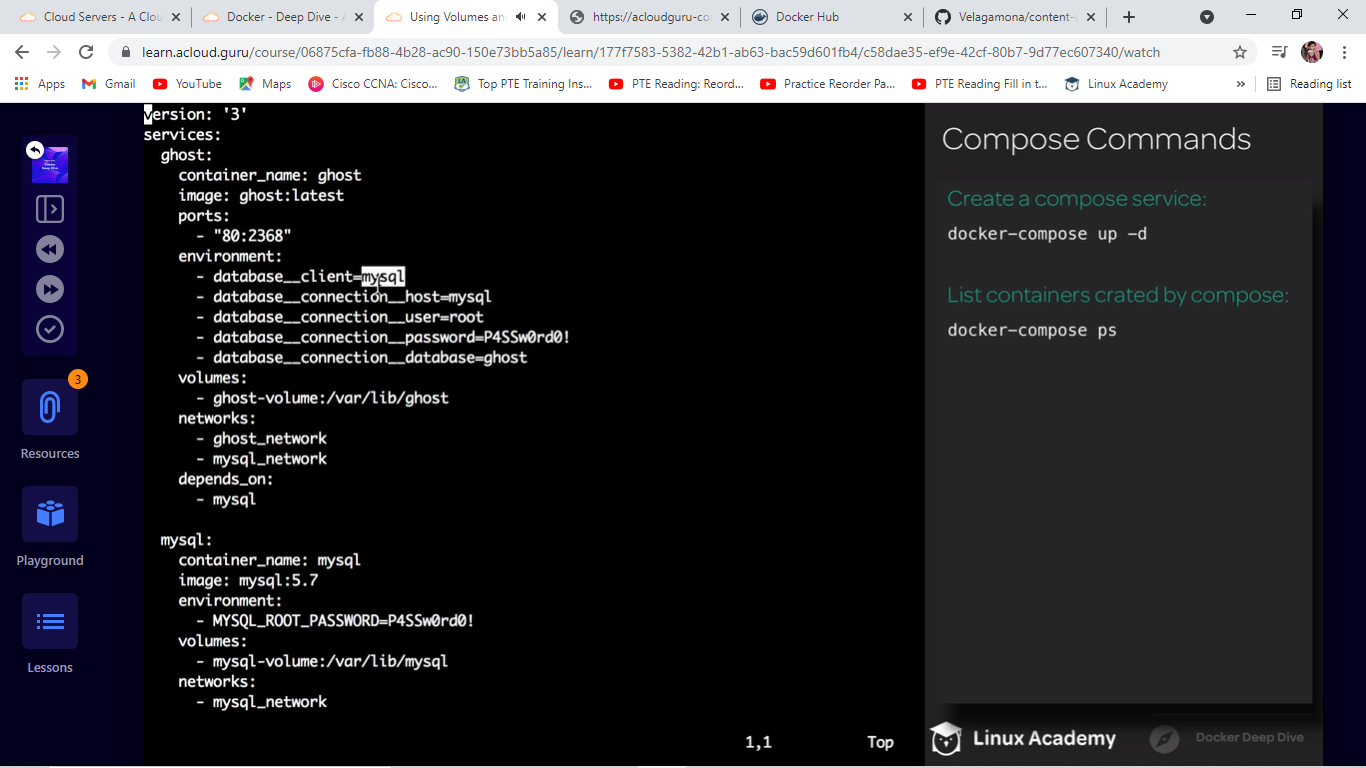 Cloud Servers - A Clou
Docker - Deep Dive - A
Using Volumes an
https://acloudguru-co
Docker Hub
Velagamona/content-
learn.acloud.guru/course/06875cfa-fb88-4b28-ac90-150e73bb5a85/learn/177f7583-5382-42b1-ab63-bac59d601fb4/c58dae35-ef9e-42cf-80b7-9d77ec607340/watch
Apps
Gmail
YouTube
Maps
Cisco CCNA: Cisco...
Top PTE Training Ins...
PTE Reading: Reord...
Practice Reorder Pa...
PTE Reading Fill in t...
Linux Academy
»
Reading list
3
Resources
Playground
Lessons
version: '3'
services:
ghost:
container_name: ghost
image: ghost:latest
ports:
- "80:2368"
environment:
- database__client=mysql
- database__connection__host=mysql
- database__connection__user=root
- database__connection__password=P4SSw0rd0!
- database__connection__database=ghost
volumes:
- ghost-volume:/var/lib/ghost
networks:
- ghost_network
- mysql_network
depends_on:
- mysql
mysql:
container_name: mysql
image: mysql:5.7
environment:
- MYSQL_ROOT_PASSWORD=P4SSw0rd0!
volumes:
- mysql-volume:/var/lib/mysql
networks:
- mysql_network
1,1 Top
Compose Commands
Create a compose service:
docker-compose up -d
List containers crated by compose:
docker-compose ps
Linux Academy
Docker Deep Dive